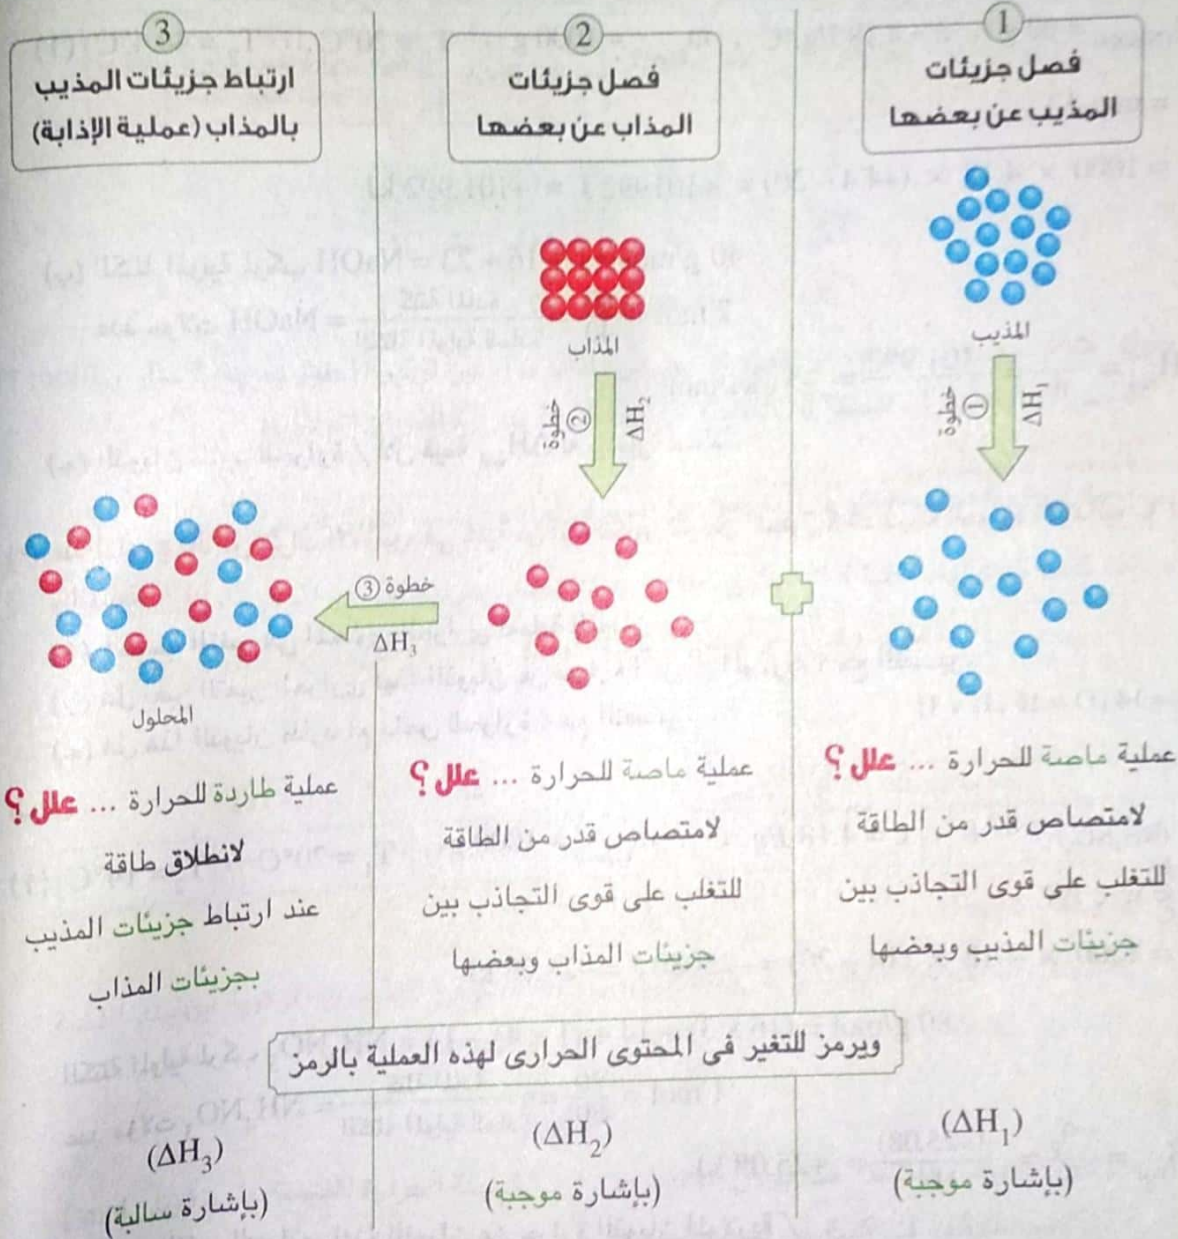 ①
فصل جزيئات
المذيب عن بعضها
المذيب
خطوة ①
ΔH₁
عملية ماصة للحرارة ... علل ؟
لامتصاص قدر من الطاقة
للتغلب على قوى التجاذب بين
جزيئات المذيب وبعضها
②
فصل جزيئات
المذاب عن بعضها
المذاب
خطوة ②
ΔH₂
عملية ماصة للحرارة ... علل ؟
لامتصاص قدر من الطاقة
للتغلب على قوى التجاذب بين
جزيئات المذاب وبعضها
③
ارتباط جزيئات المذيب
بالمذاب (عملية الإذابة)
خطوة ③
ΔH₃
المحلول
عملية طاردة للحرارة ... علل ؟
لانطلاق طاقة
عند ارتباط جزيئات المذيب
بجزيئات المذاب
ويرمز للتغير فى المحتوى الحرارى لهذه العملية بالرمز
(ΔH₁)
(بإشارة موجبة)
(ΔH₂)
(بإشارة موجبة)
(ΔH₃)
(بإشارة سالبة)